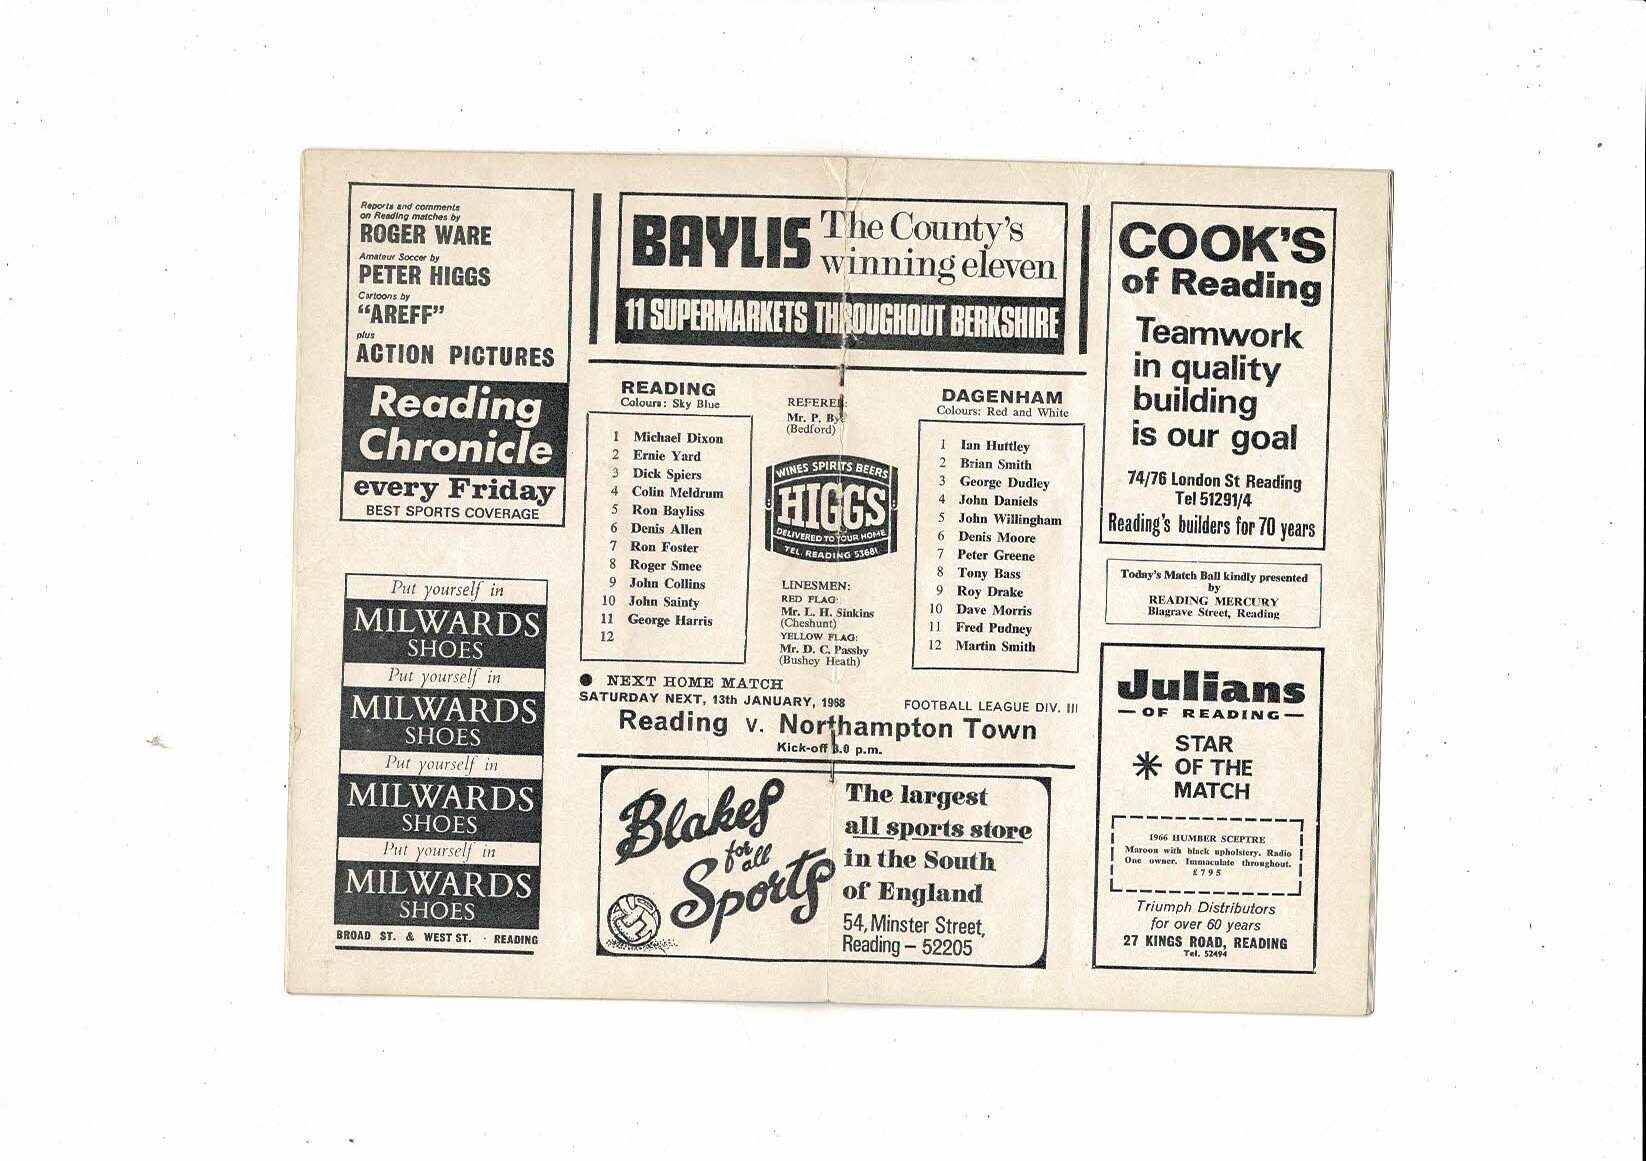 Reports and comments
on Reading matches by
ROGER WARE
Amateur Soccer by
PETER HIGGS
Cartoons by
“AREFF”
plus
ACTION PICTURES
Reading
Chronicle
every Friday
BEST SPORTS COVERAGE
Put yourself in
MILWARDS
SHOES
Put yourself in
MILWARDS
SHOES
Put yourself in
MILWARDS
SHOES
Put yourself in
MILWARDS
SHOES
BROAD ST. & WEST ST. · READING
BAYLIS The County's
winning eleven
11 SUPERMARKETS THROUGHOUT BERKSHIRE
READING
Colours: Sky Blue
1 Michael Dixon
2 Ernie Yard
3 Dick Spiers
4 Colin Meldrum
5 Ron Bayliss
6 Denis Allen
7 Ron Foster
8 Roger Smee
9 John Collins
10 John Sainty
11 George Harris
12
REFEREE:
Mr. P. Bye
(Bedford)
WINES SPIRITS BEERS
HIGGS
DELIVERED TO YOUR HOME
TEL. READING 53681
LINESMEN:
RED FLAG:
Mr. L. H. Sinkins
(Cheshunt)
YELLOW FLAG:
Mr. D. C. Passby
(Bushey Heath)
DAGENHAM
Colours: Red and White
1 Ian Huttley
2 Brian Smith
3 George Dudley
4 John Daniels
5 John Willingham
6 Denis Moore
7 Peter Greene
8 Tony Bass
9 Roy Drake
10 Dave Morris
11 Fred Pudney
12 Martin Smith
● NEXT HOME MATCH
SATURDAY NEXT, 13th JANUARY, 1968 FOOTBALL LEAGUE DIV. III
Reading v. Northampton Town
Kick-off 3.0 p.m.
Blakes
for all
Sports
The largest
all sports store
in the South
of England
54, Minster Street,
Reading – 52205
COOK'S
of Reading
Teamwork
in quality
building
is our goal
74/76 London St Reading
Tel 51291/4
Reading's builders for 70 years
Today's Match Ball kindly presented
by
READING MERCURY
Blagrave Street, Reading
Julians
— OF READING —
STAR
OF THE
MATCH
1966 HUMBER SCEPTRE
Maroon with black upholstery. Radio
One owner. Immaculate throughout.
£795
Triumph Distributors
for over 60 years
27 KINGS ROAD, READING
Tel. 52494